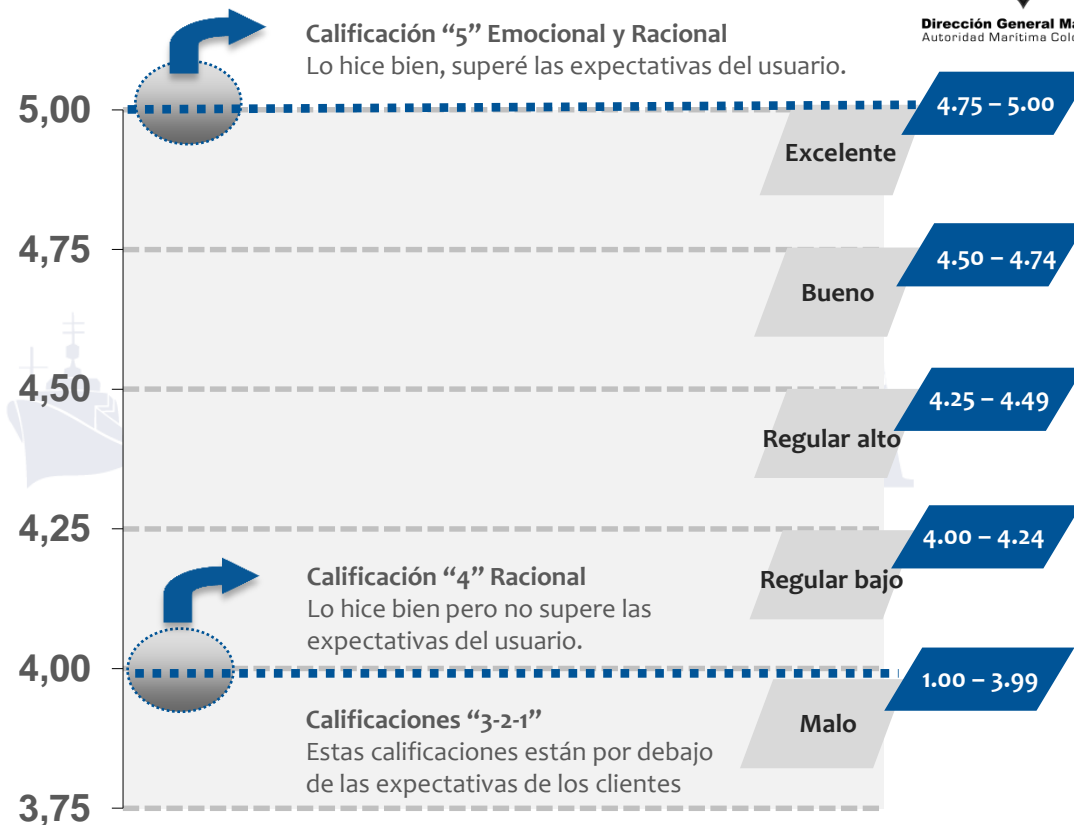 Calificación “5” Emocional y Racional
Lo hice bien, superé las expectativas del usuario.
Dirección General Ma
Autoridad Marítima Colo
5,00
4.75 – 5.00
Excelente
4,75
4.50 – 4.74
Bueno
4,50
4.25 – 4.49
Regular alto
4,25
4.00 – 4.24
Regular bajo
Calificación “4” Racional
Lo hice bien pero no supere las
expectativas del usuario.
4,00
1.00 – 3.99
Malo
Calificaciones “3-2-1”
Estas calificaciones están por debajo
de las expectativas de los clientes
3,75